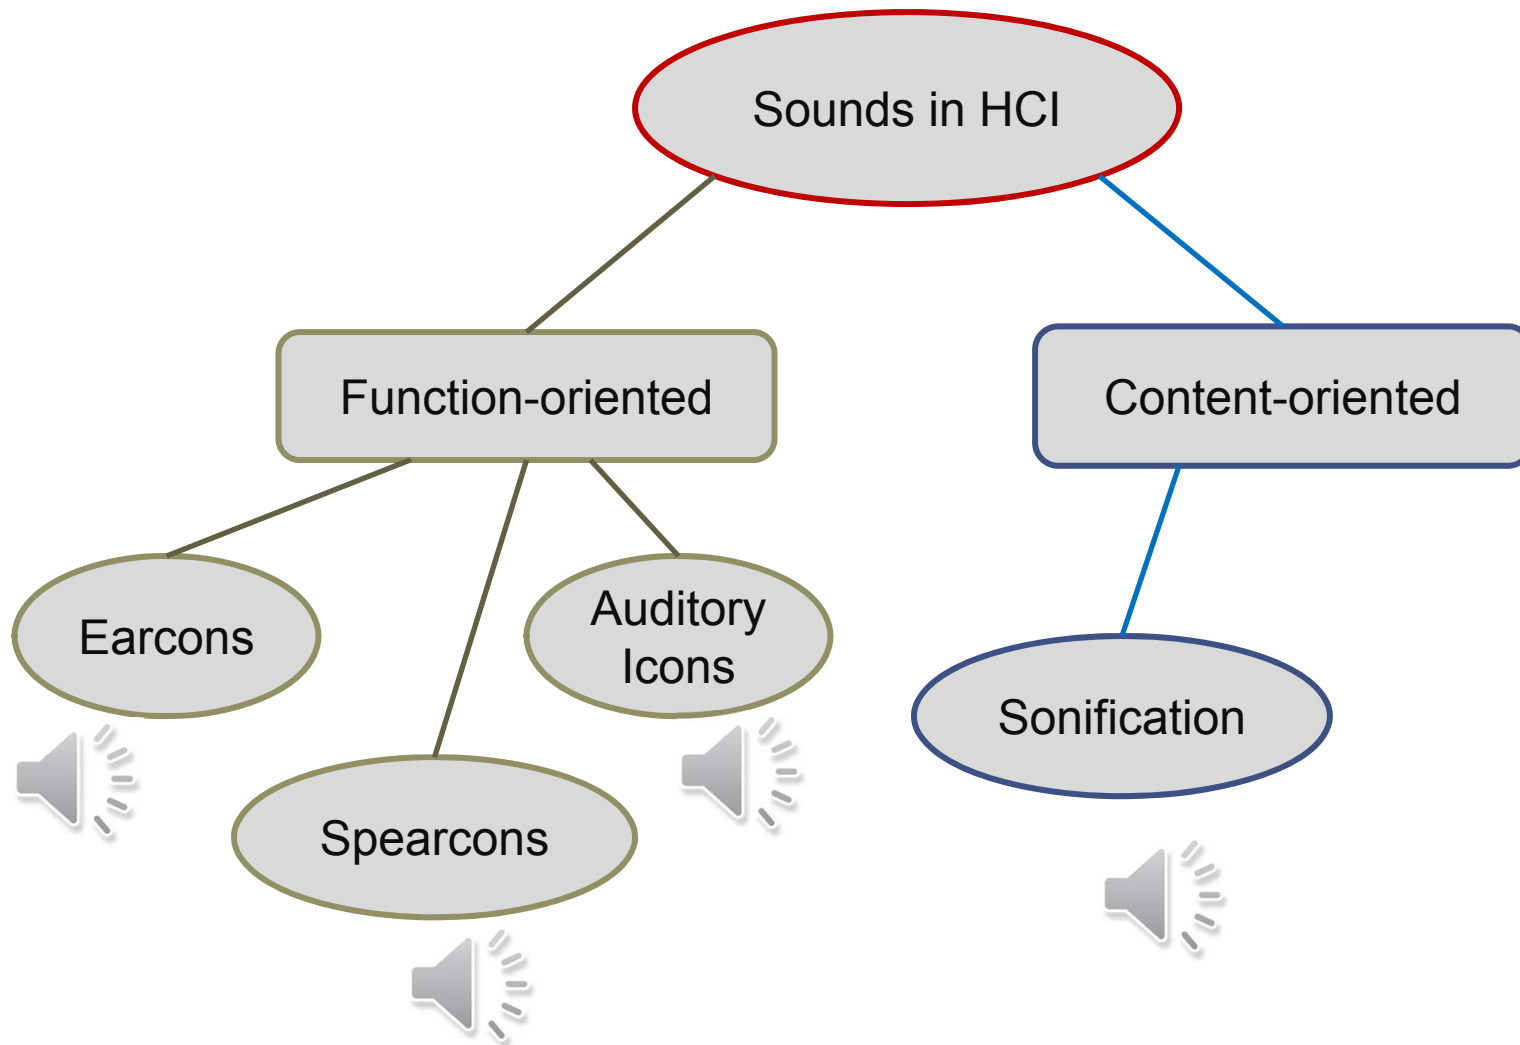 Sounds in HCI
Function-oriented
Content-oriented
Earcons
Auditory
Icons
Sonification
Spearcons